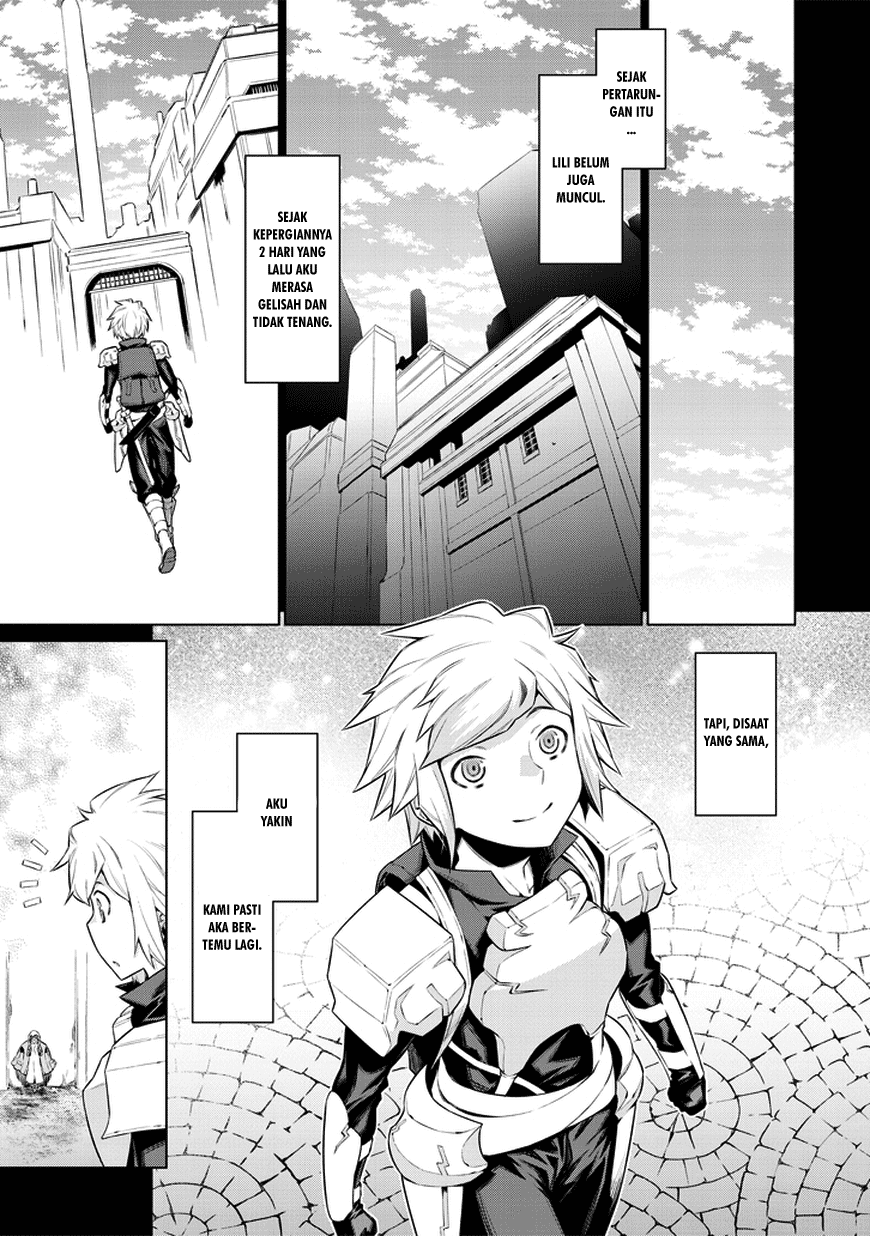 SEJAK
PERTARUN-
GAN ITU
...
LILI BELUM
JUGA
MUNCUL.
SEJAK
KEPERGIANNYA
2 HARI YANG
LALU AKU
MERASA
GELISAH DAN
TIDAK TENANG.
TAPI, DISAAT
YANG SAMA,
AKU
YAKIN
KAMI PASTI
AKA BER-
TEMU LAGI.